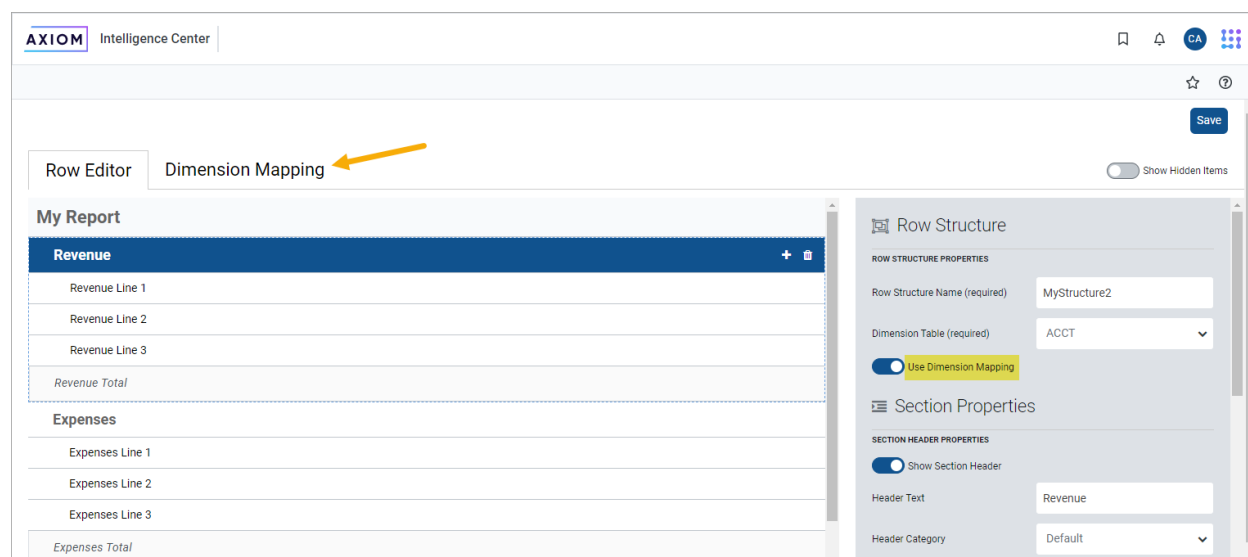 AXIOM Intelligence Center
CA
Save
Row Editor Dimension Mapping
Show Hidden Items
My Report
Revenue
Revenue Line 1
Revenue Line 2
Revenue Line 3
Revenue Total
Expenses
Expenses Line 1
Expenses Line 2
Expenses Line 3
Expenses Total
Row Structure
ROW STRUCTURE PROPERTIES
Row Structure Name (required) MyStructure2
Dimension Table (required) ACCT
Use Dimension Mapping
Section Properties
SECTION HEADER PROPERTIES
Show Section Header
Header Text Revenue
Header Category Default